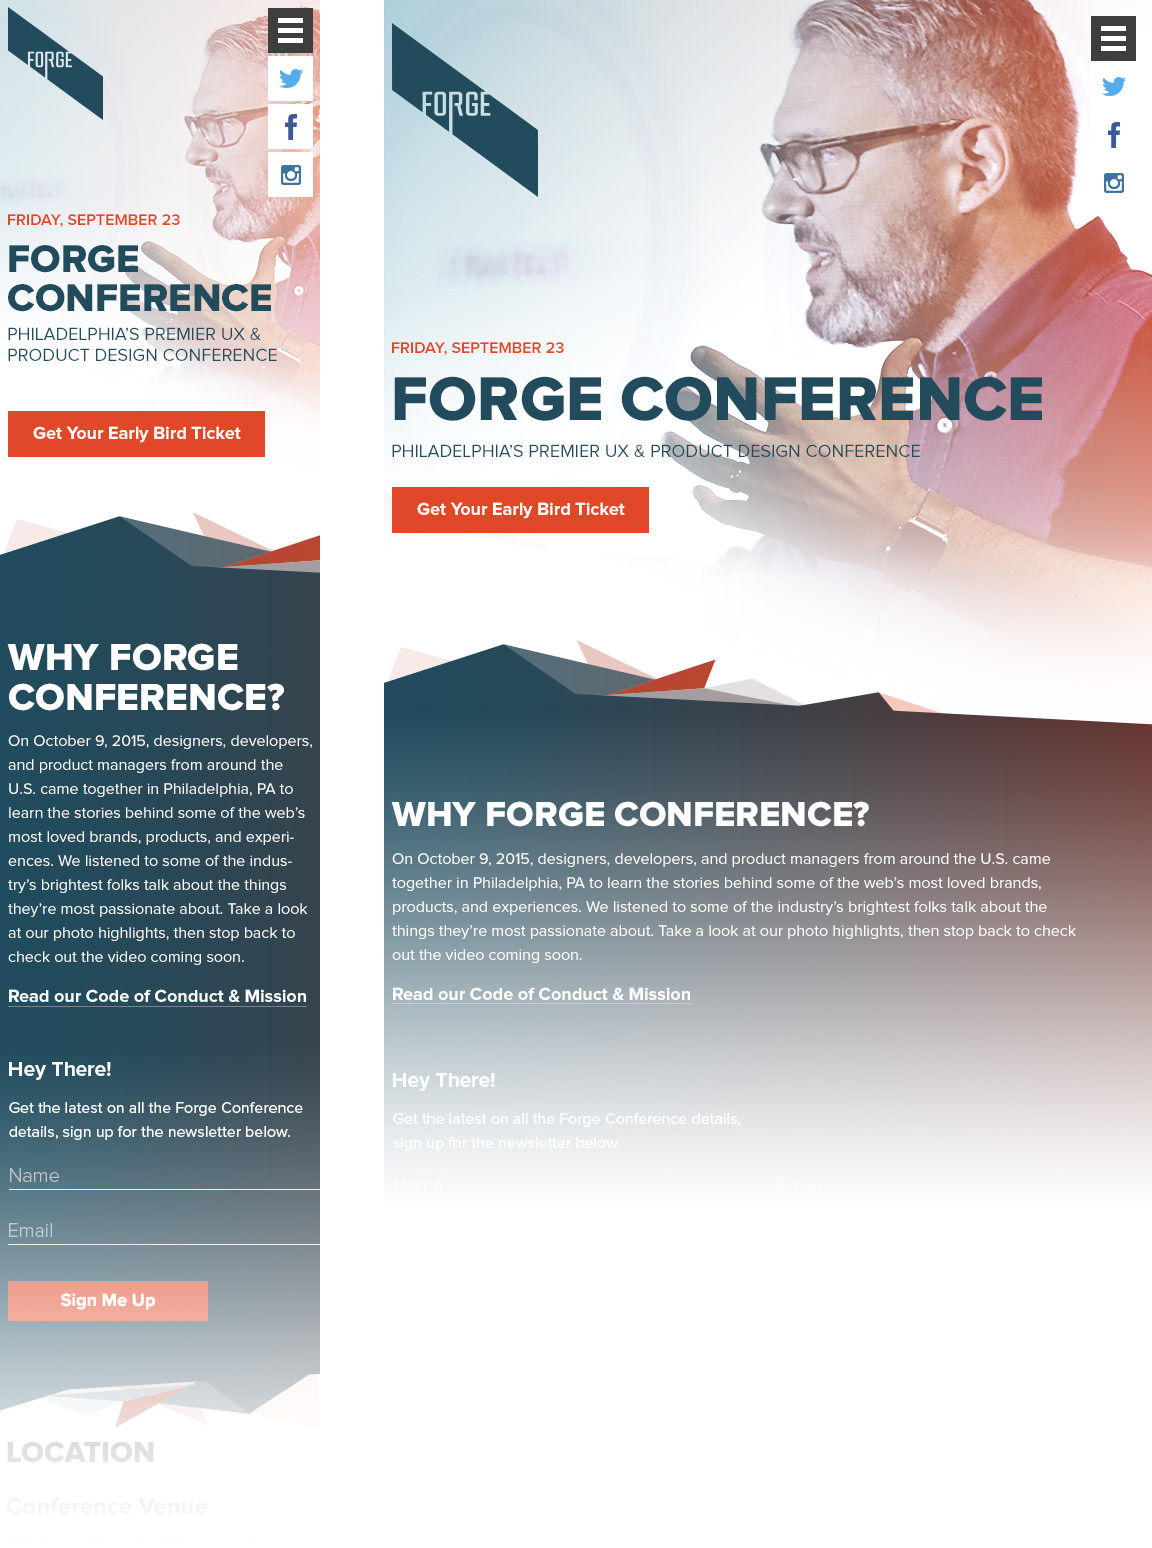 FORGE
FRIDAY, SEPTEMBER 23
FORGE
CONFERENCE
PHILADELPHIA’S PREMIER UX &
PRODUCT DESIGN CONFERENCE
Get Your Early Bird Ticket
WHY FORGE
CONFERENCE?
On October 9, 2015, designers, developers,
and product managers from around the
U.S. came together in Philadelphia, PA to
learn the stories behind some of the web’s
most loved brands, products, and experi-
ences. We listened to some of the indus-
try’s brightest folks talk about the things
they’re most passionate about. Take a look
at our photo highlights, then stop back to
check out the video coming soon.
Read our Code of Conduct & Mission
Hey There!
Get the latest on all the Forge Conference
details, sign up for the newsletter below.
Name
Email
Sign Me Up
LOCATION
Conference Venue
FORGE
FRIDAY, SEPTEMBER 23
FORGE CONFERENCE
PHILADELPHIA’S PREMIER UX & PRODUCT DESIGN CONFERENCE
Get Your Early Bird Ticket
WHY FORGE CONFERENCE?
On October 9, 2015, designers, developers, and product managers from around the U.S. came
together in Philadelphia, PA to learn the stories behind some of the web’s most loved brands,
products, and experiences. We listened to some of the industry’s brightest folks talk about the
things they’re most passionate about. Take a look at our photo highlights, then stop back to check
out the video coming soon.
Read our Code of Conduct & Mission
Hey There!
Get the latest on all the Forge Conference details,
sign up for the newsletter below.